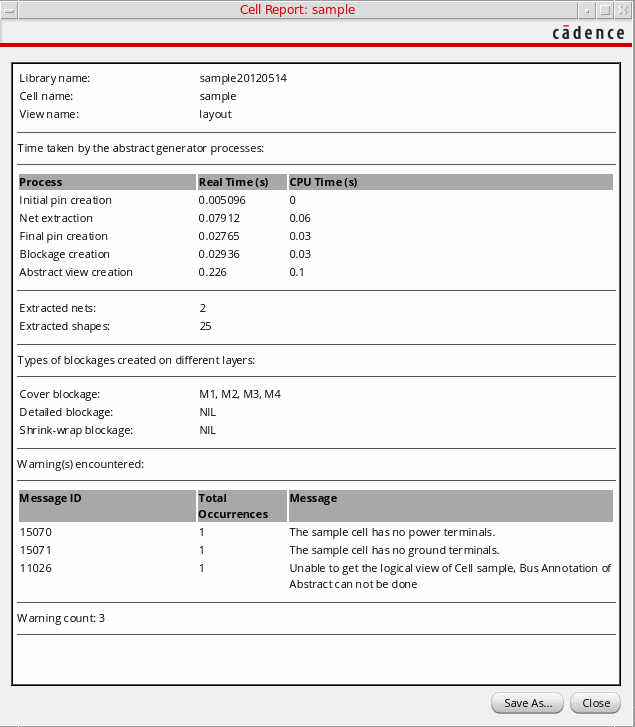 Cell Report: sample
cādence
Library name: sample20120514
Cell name: sample
View name: layout
Time taken by the abstract generator processes:
Process Real Time (s) CPU Time (s)
Initial pin creation 0.005096 0
Net extraction 0.07912 0.06
Final pin creation 0.02765 0.03
Blockage creation 0.02936 0.03
Abstract view creation 0.226 0.1
Extracted nets: 2
Extracted shapes: 25
Types of blockages created on different layers:
Cover blockage: M1, M2, M3, M4
Detailed blockage: NIL
Shrink-wrap blockage: NIL
Warning(s) encountered:
Message ID Total Message
Occurrences
15070 1 The sample cell has no power terminals.
15071 1 The sample cell has no ground terminals.
11026 1 Unable to get the logical view of Cell sample, Bus Annotation of
Abstract can not be done
Warning count: 3
Save As... Close